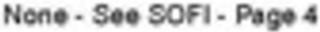 None - See SOFI - Page 4